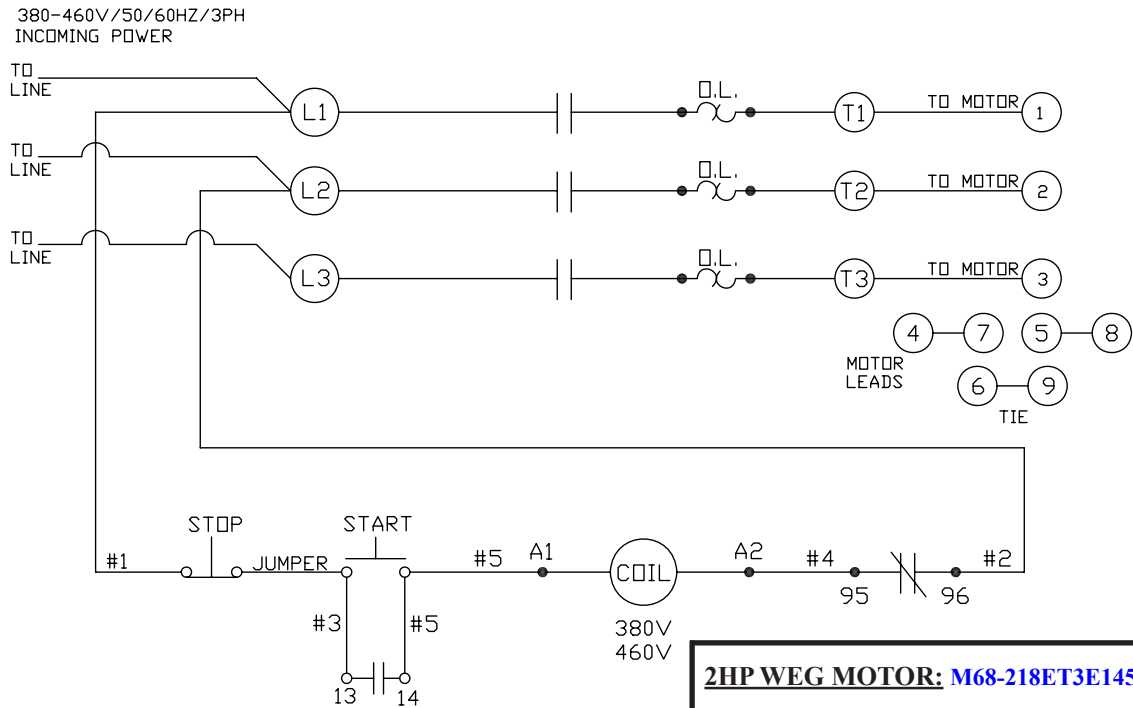 380-460V/50/60HZ/3PH
INCOMING POWER
TO
LINE
L1
O.L.
T1
TO MOTOR
1
TO
LINE
L2
O.L.
T2
TO MOTOR
2
TO
LINE
L3
O.L.
T3
TO MOTOR
3
4
7
5
8
MOTOR
LEADS
6
9
TIE
STOP
START
#1
JUMPER
#5
A1
COIL
A2
#4
95
96
#2
#3
#5
13
14
380V
460V
2HP WEG MOTOR: M68-218ET3E145